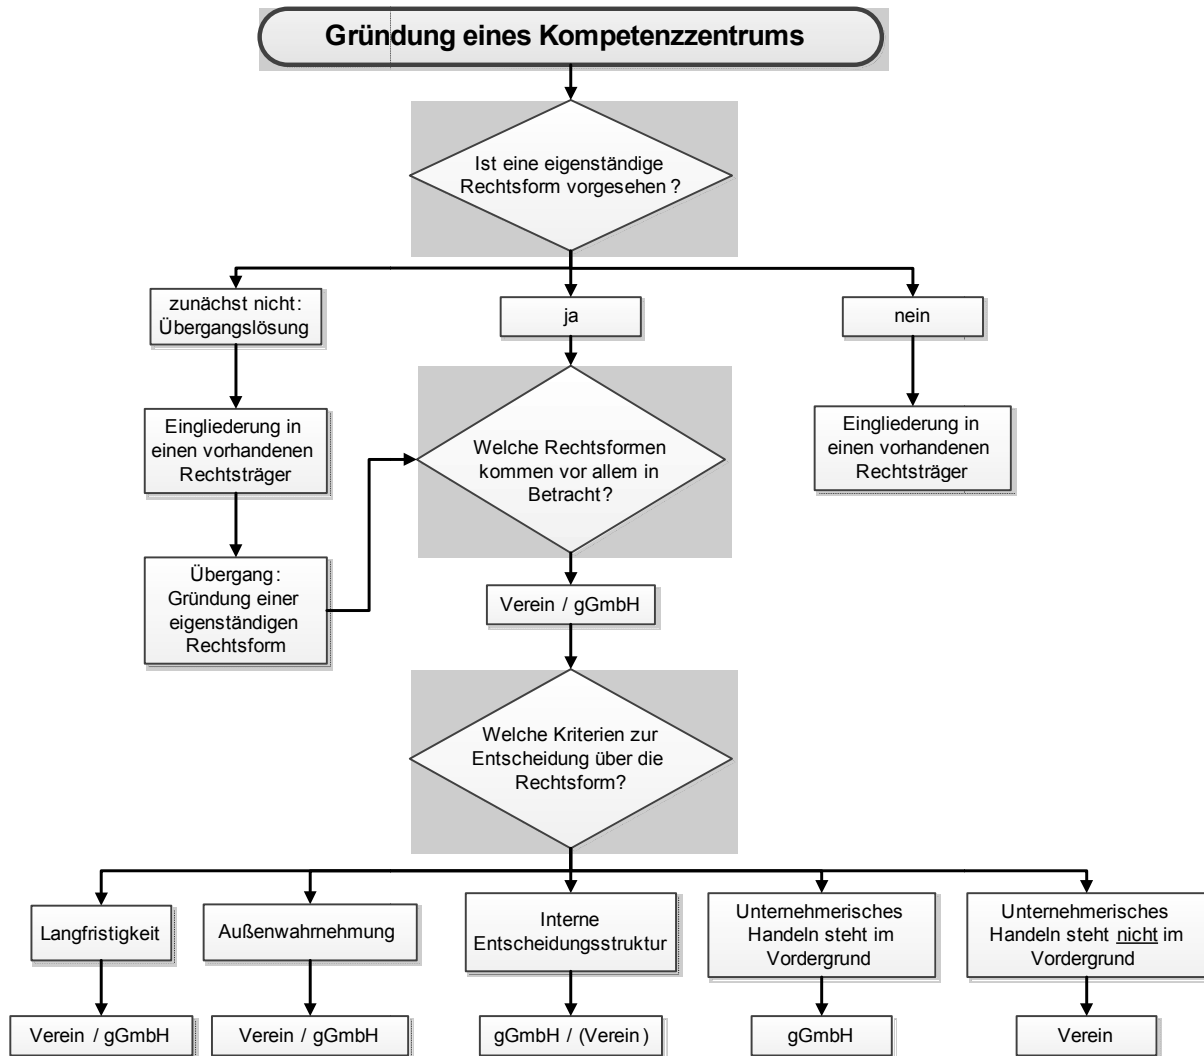 Gründung eines Kompetenzzentrums
Ist eine eigenständige
Rechtsform vorgesehen ?
zunächst nicht:
Übergangslösung
ja
nein
Eingliederung in
einen vorhandenen
Rechtsträger
Welche Rechtsformen
kommen vor allem in
Betracht?
Eingliederung in
einen vorhandenen
Rechtsträger
Übergang:
Gründung einer
eigenständigen
Rechtsform
Verein / gGmbH
Welche Kriterien zur
Entscheidung über die
Rechtsform?
Langfristigkeit
Außenwahrnehmung
Interne
Entscheidungsstruktur
Unternehmerisches
Handeln steht im
Vordergrund
Unternehmerisches
Handeln steht nicht im
Vordergrund
Verein / gGmbH
Verein / gGmbH
gGmbH / (Verein)
gGmbH
Verein